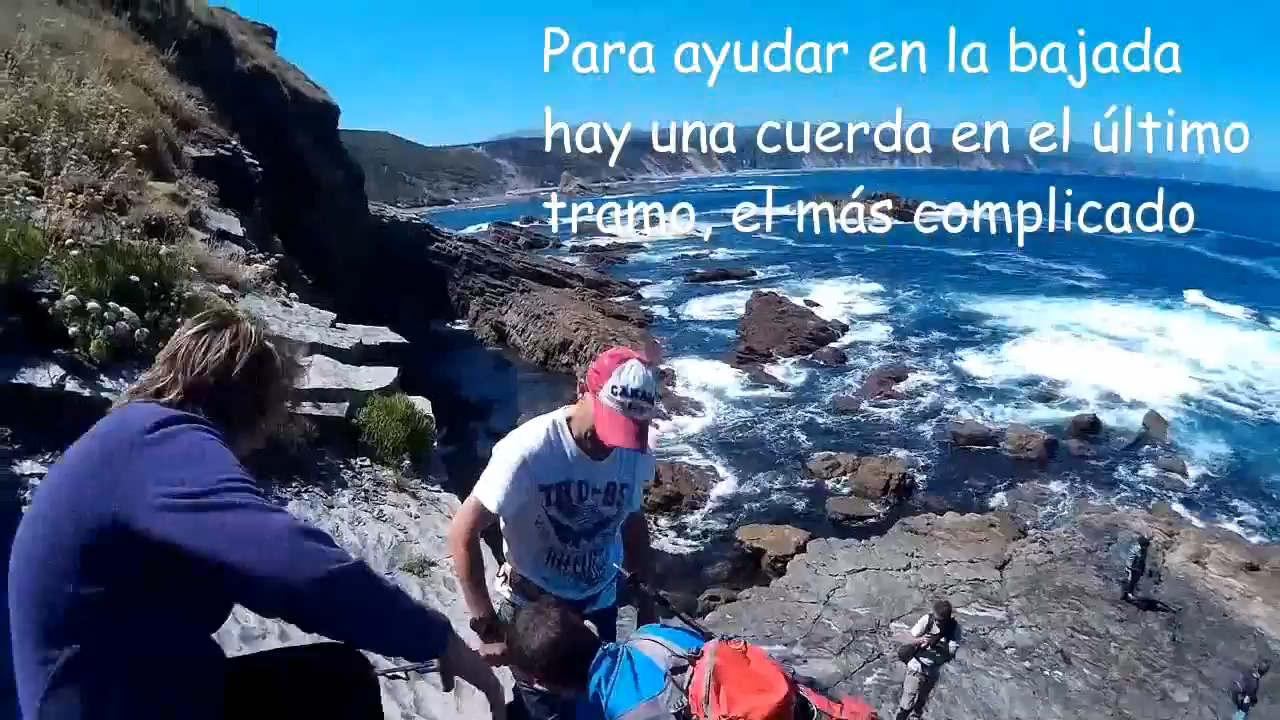 Para ayudar en la bajada
hay una cuerda en el último
tramo, el más complicado